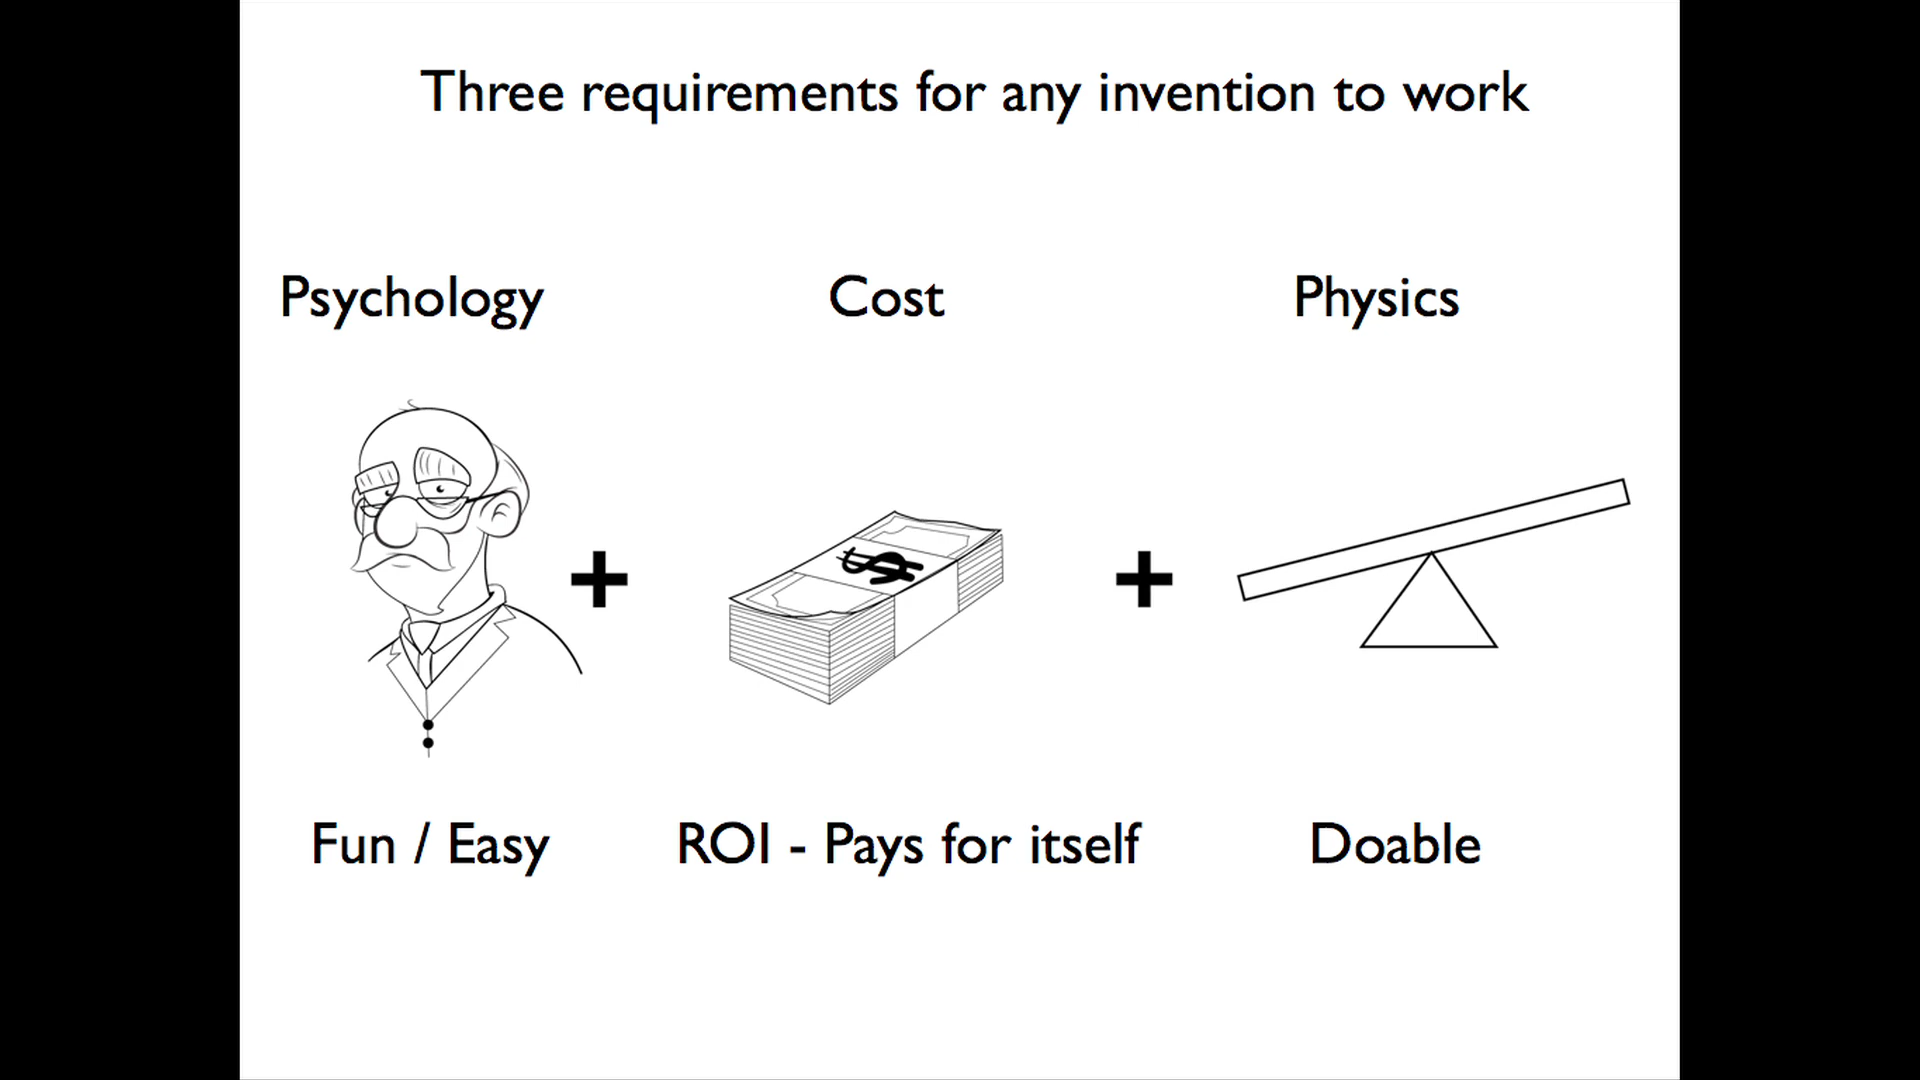 Three requirements for any invention to work
Psychology
Cost
Physics
+
$
+
Fun / Easy
ROI - Pays for itself
Doable